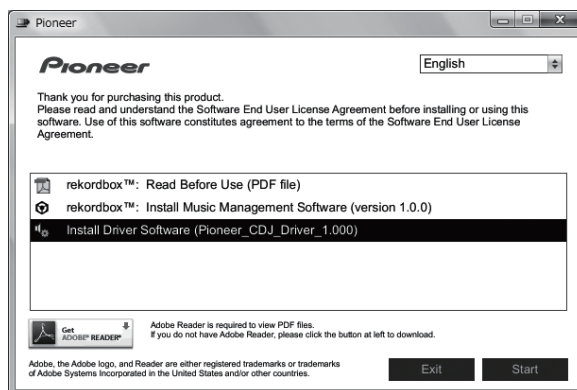 Pioneer
Pioneer
English
Thank you for purchasing this product.
Please read and understand the Software End User License Agreement before installing or using this
software. Use of this software constitutes agreement to the terms of the Software End User License
Agreement.
rekordbox™: Read Before Use (PDF file)
rekordbox™: Install Music Management Software (version 1.0.0)
Install Driver Software (Pioneer_CDJ_Driver_1.000)
Get
ADOBE® READER®
Adobe Reader is required to view PDF files.
If you do not have Adobe Reader, please click the button at left to download.
Adobe, the Adobe logo, and Reader are either registered trademarks or trademarks
of Adobe Systems Incorporated in the United States and/or other countries.
Exit
Start